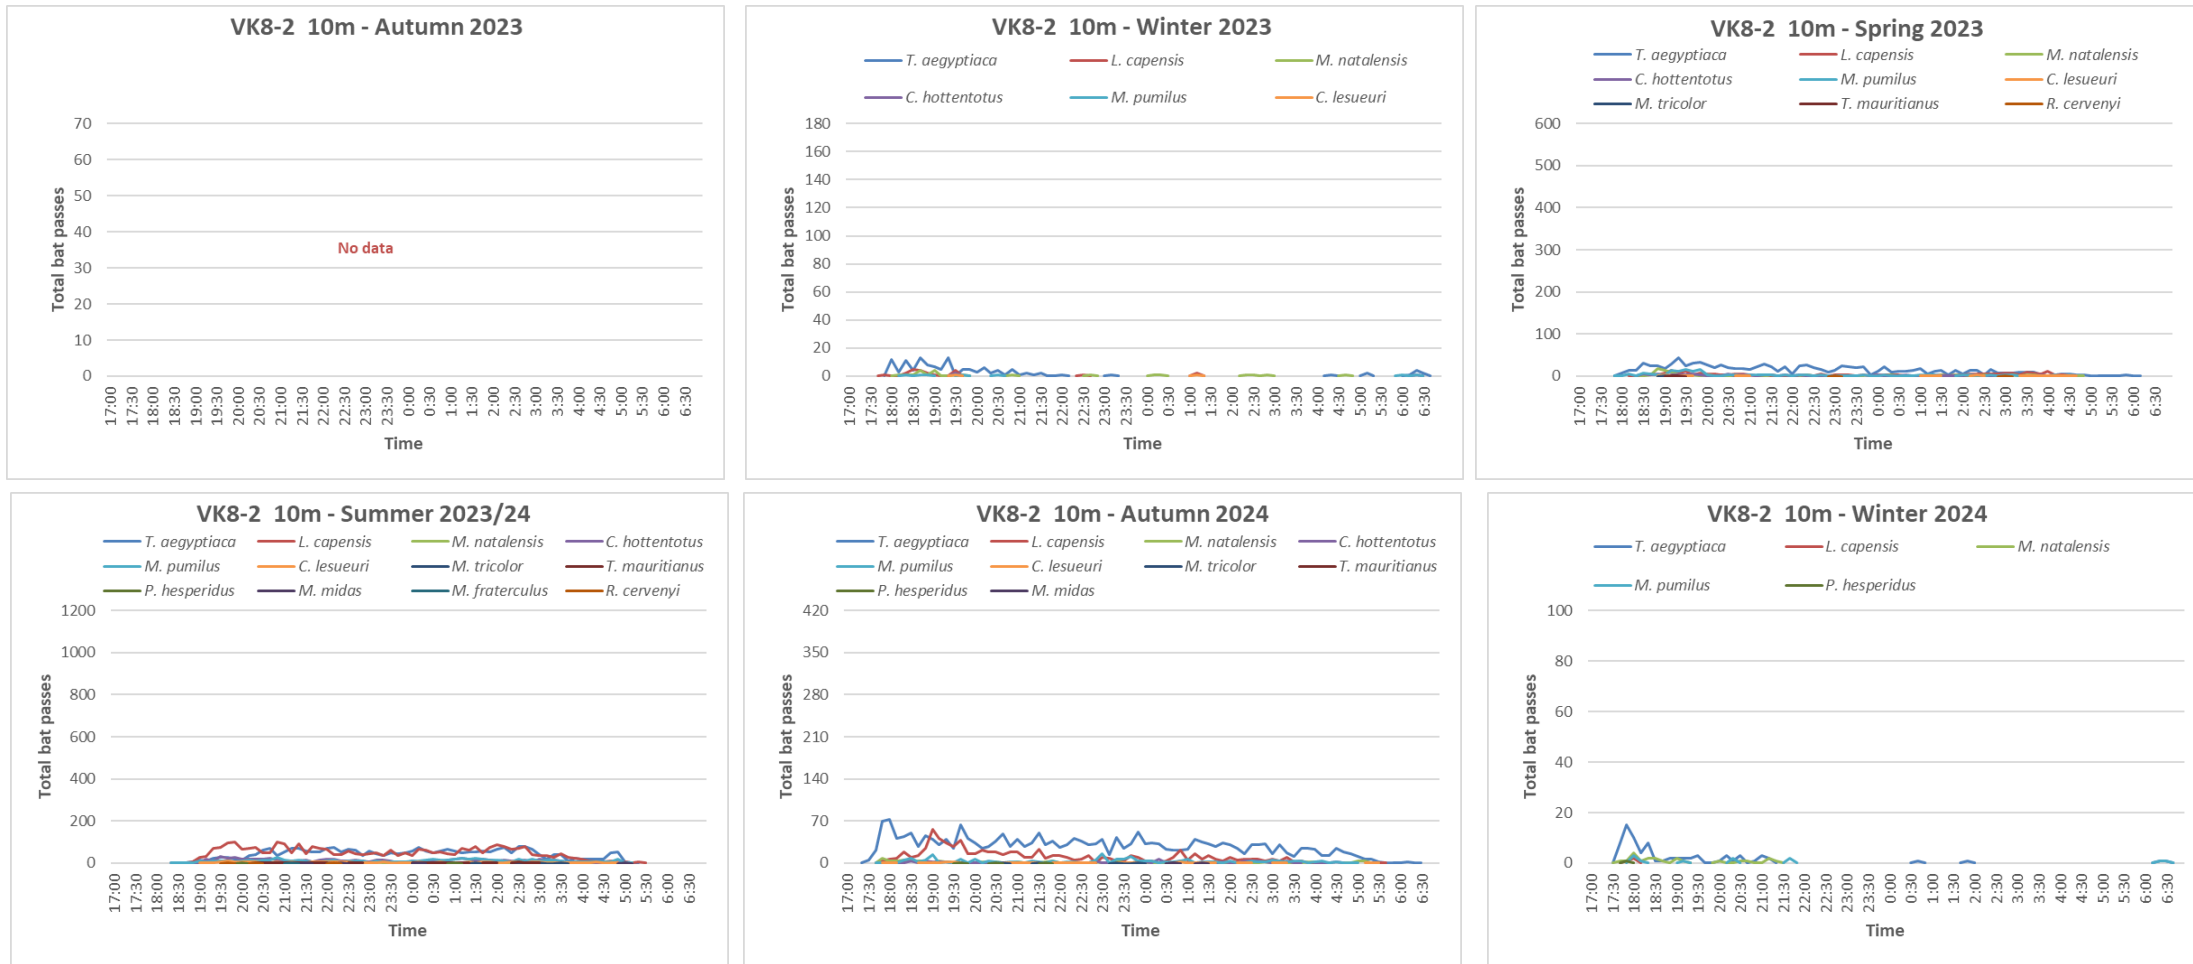 VK8-2 10m - Autumn 2023
70
60
50
40
30
20
10
0
Total bat passes
No data
17:00 17:30 18:00 18:30 19:00 19:30 20:00 20:30 21:00 21:30 22:00 22:30 23:00 23:30 0:00 0:30 1:00 1:30 2:00 2:30 3:00 3:30 4:00 4:30 5:00 5:30 6:00 6:30
Time
VK8-2 10m - Winter 2023
T. aegyptiaca L. capensis M. natalensis
C. hottentotus M. pumilus C. lesueuri
180
160
140
120
100
80
60
40
20
0
Total bat passes
17:00 17:30 18:00 18:30 19:00 19:30 20:00 20:30 21:00 21:30 22:00 22:30 23:00 23:30 0:00 0:30 1:00 1:30 2:00 2:30 3:00 3:30 4:00 4:30 5:00 5:30 6:00 6:30
Time
VK8-2 10m - Spring 2023
T. aegyptiaca L. capensis M. natalensis
C. hottentotus M. pumilus C. lesueuri
M. tricolor T. mauritianus R. cervenyi
600
500
400
300
200
100
0
Total bat passes
17:00 17:30 18:00 18:30 19:00 19:30 20:00 20:30 21:00 21:30 22:00 22:30 23:00 23:30 0:00 0:30 1:00 1:30 2:00 2:30 3:00 3:30 4:00 4:30 5:00 5:30 6:00 6:30
Time
VK8-2 10m - Summer 2023/24
T. aegyptiaca L. capensis M. natalensis C. hottentotus
M. pumilus C. lesueuri M. tricolor T. mauritianus
P. hesperidus M. midas M. fraterculus R. cervenyi
1200
1000
800
600
400
200
0
Total bat passes
17:00 17:30 18:00 18:30 19:00 19:30 20:00 20:30 21:00 21:30 22:00 22:30 23:00 23:30 0:00 0:30 1:00 1:30 2:00 2:30 3:00 3:30 4:00 4:30 5:00 5:30 6:00 6:30
Time
VK8-2 10m - Autumn 2024
T. aegyptiaca L. capensis M. natalensis C. hottentotus
M. pumilus C. lesueuri M. tricolor T. mauritianus
P. hesperidus M. midas
420
350
280
210
140
70
0
Total bat passes
17:00 17:30 18:00 18:30 19:00 19:30 20:00 20:30 21:00 21:30 22:00 22:30 23:00 23:30 0:00 0:30 1:00 1:30 2:00 2:30 3:00 3:30 4:00 4:30 5:00 5:30 6:00 6:30
Time
VK8-2 10m - Winter 2024
T. aegyptiaca L. capensis M. natalensis
M. pumilus P. hesperidus
100
80
60
40
20
0
Total bat passes
17:00 17:30 18:00 18:30 19:00 19:30 20:00 20:30 21:00 21:30 22:00 22:30 23:00 23:30 0:00 0:30 1:00 1:30 2:00 2:30 3:00 3:30 4:00 4:30 5:00 5:30 6:00 6:30
Time